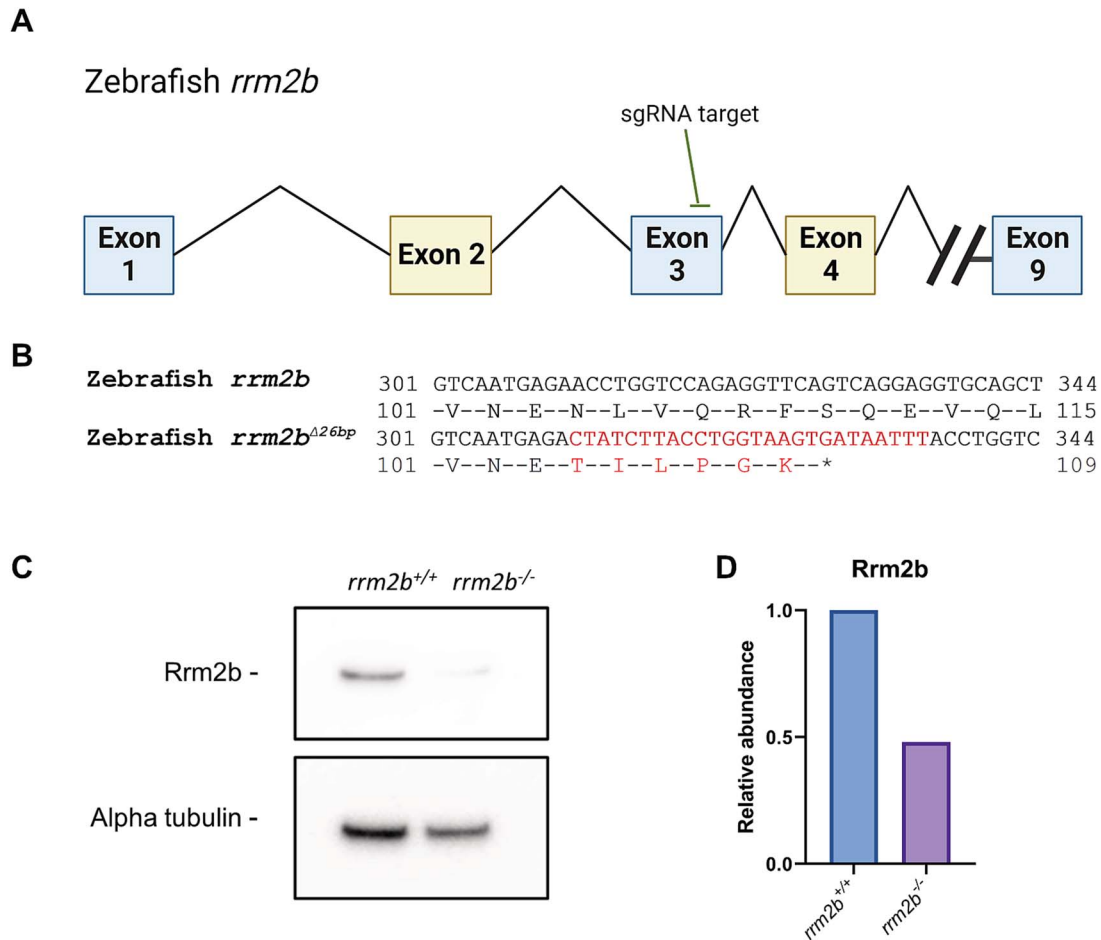 A
Zebrafish rrm2b
sgRNA target
Exon 1
Exon 2
Exon 3
Exon 4
Exon 9
B
Zebrafish rrm2b 301 GTCAATGAGAACCTGGTCCAGAGGTTCAGTCAGGAGGTGCAGCT 344
101 -V--N--E--N--L--V--Q--R--F--S--Q--E--V--Q--L 115
Zebrafish rrm2bΔ26bp 301 GTCAATGAGACTATCTTACCTGGTAAGTGATAATTTACCTGGTC 344
101 -V--N--E--T--I--L--P--G--K--* 109
C
rrm2b+/+ rrm2b-/-
Rrm2b -
Alpha tubulin -
D
Rrm2b
Relative abundance
1.0
0.5
0.0
rrm2b+/+
rrm2b-/-